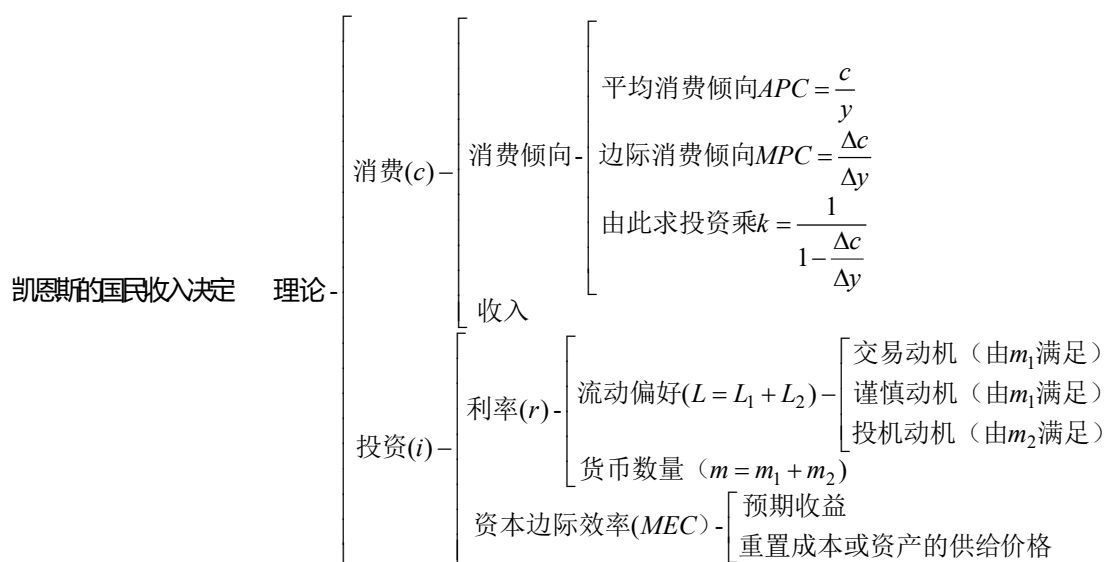 平均消费倾向APC = c/y
消费(c) –
消费倾向-
边际消费倾向MPC = Δc/Δy
由此求投资乘k = 1/(1 − Δc/Δy)
凯恩斯的国民收入决定 理论 -
收入
交易动机（由m₁满足）
流动偏好(L = L₁ + L₂) –
谨慎动机（由m₁满足）
利率(r) -
投机动机（由m₂满足）
投资(i) –
货币数量（m = m₁ + m₂)
预期收益
资本边际效率(MEC） -
重置成本或资产的供给价格